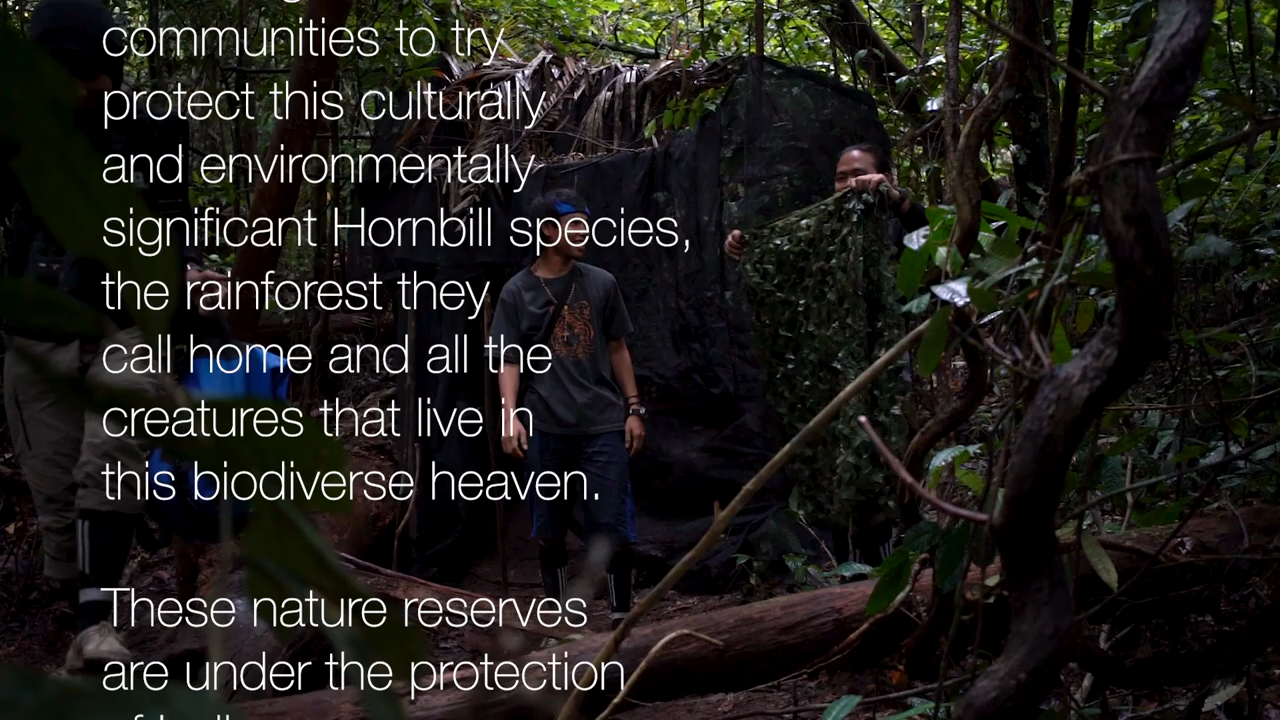 communities to try
protect this culturally
and environmentally
significant Hornbill species,
the rainforest they
call home and all the
creatures that live in
this biodiverse heaven.
These nature reserves
are under the protection